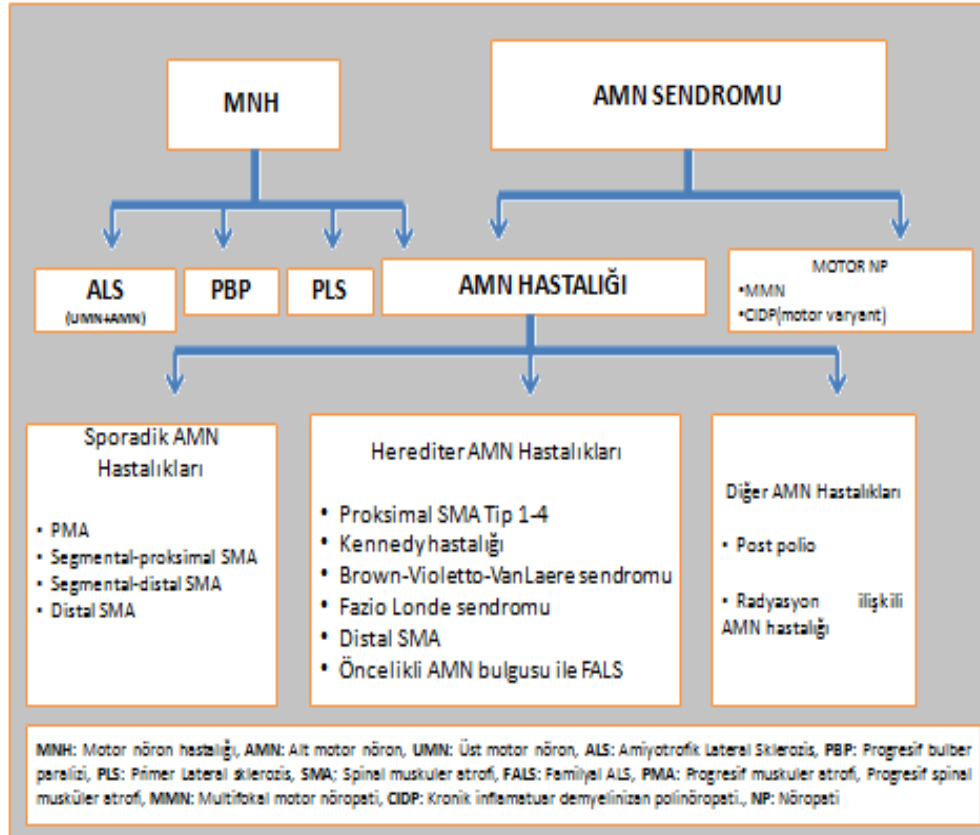 MNH
AMN SENDROMU
ALS
(UMN+AMN)
PBP
PLS
AMN HASTALIĞI
MOTOR NP
•MMN
•CIDP(motor varyant)
Sporadik AMN
Hastalıkları
• PMA
• Segmental-proksimal SMA
• Segmental-distal SMA
• Distal SMA
Herediter AMN Hastalıkları
• Proksimal SMA Tip 1-4
• Kennedy hastalığı
• Brown-Violetto-VanLaere sendromu
• Fazio Londe sendromu
• Distal SMA
• Öncelikli AMN bulgusu ile FALS
Diğer AMN Hastalıkları
• Post polio
• Radyasyon ilişkili
AMN hastalığı
MNH: Motor nöron hastalığı, AMN: Alt motor nöron, UMN: Üst motor nöron, ALS: Amiyotrofik Lateral Sklerozis, PBP: Progresif bulber
paralizi, PLS: Primer Lateral sklerozis, SMA; Spinal muskuler atrofi, FALS: Familyal ALS, PMA: Progresif muskuler atrofi, Progresif spinal
musküler atrofi, MMN: Multifokal motor nöropati, CIDP: Kronik inflamatuar demyelinizan polinöropati., NP: Nöropati